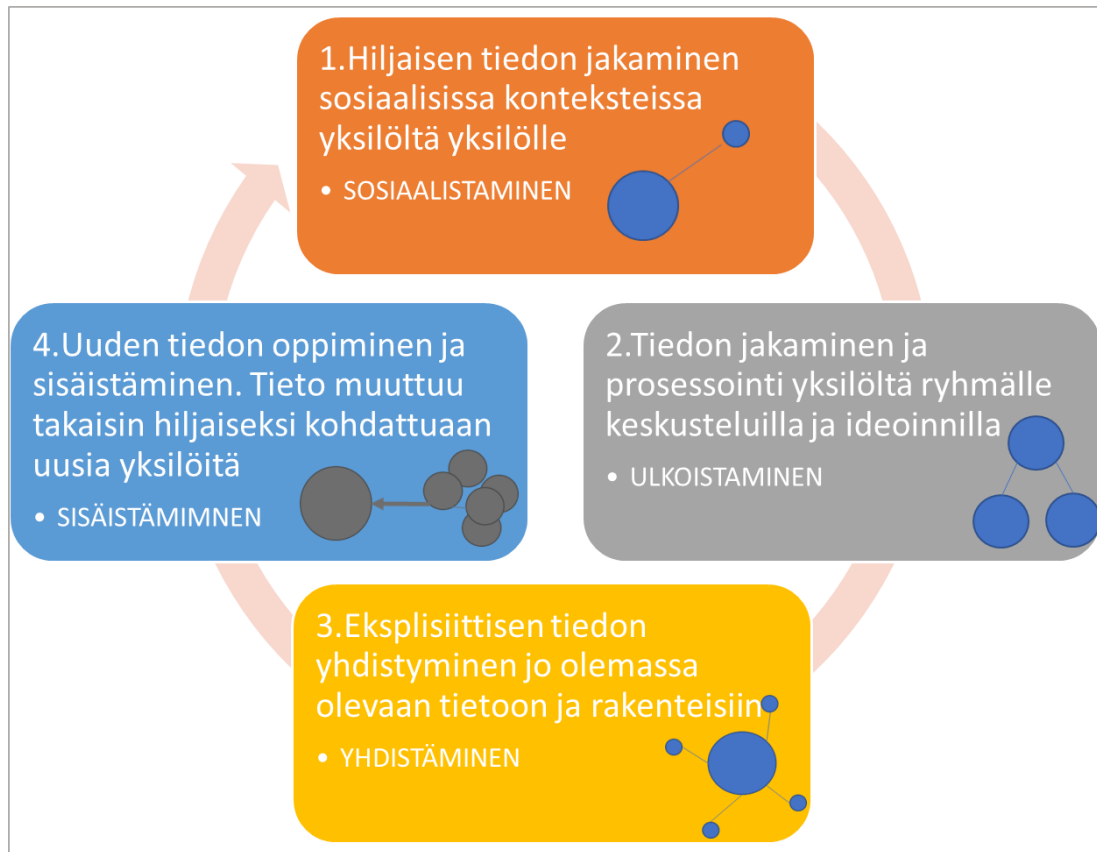 1.Hiljaisen tiedon jakaminen
sosiaalisissa konteksteissa
yksilöltä yksilölle
• SOSIAALISTAMINEN
2.Tiedon jakaminen ja
prosessointi yksilöltä ryhmälle
keskusteluilla ja ideoinnilla
• ULKOISTAMINEN
3.Eksplisiittisen tiedon
yhdistyminen jo olemassa
olevaan tietoon ja rakenteisiin
• YHDISTÄMINEN
4.Uuden tiedon oppiminen ja
sisäistäminen. Tieto muuttuu
takaisin hiljaiseksi kohdattuaan
uusia yksilöitä
• SISÄISTÄMIMNEN